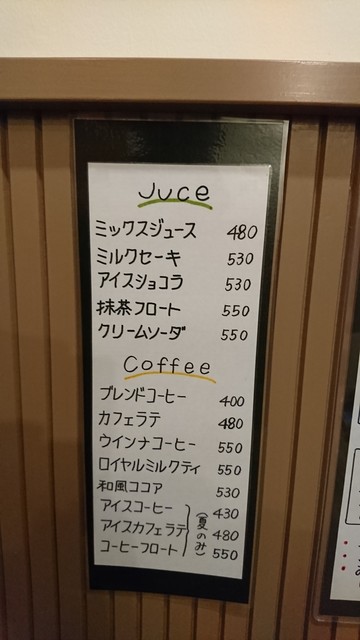 Juce
ミックスジュース 480
ミルクセーキ 530
アイスショコラ 530
抹茶フロート 550
クリームソーダ 550
Coffee
ブレンドコーヒー 400
カフェラテ 480
ウインナコーヒー 550
ロイヤルミルクティ 550
和風ココア 530
アイスコーヒー 430
アイスカフェラテ (夏のみ) 480
コーヒーフロート 550